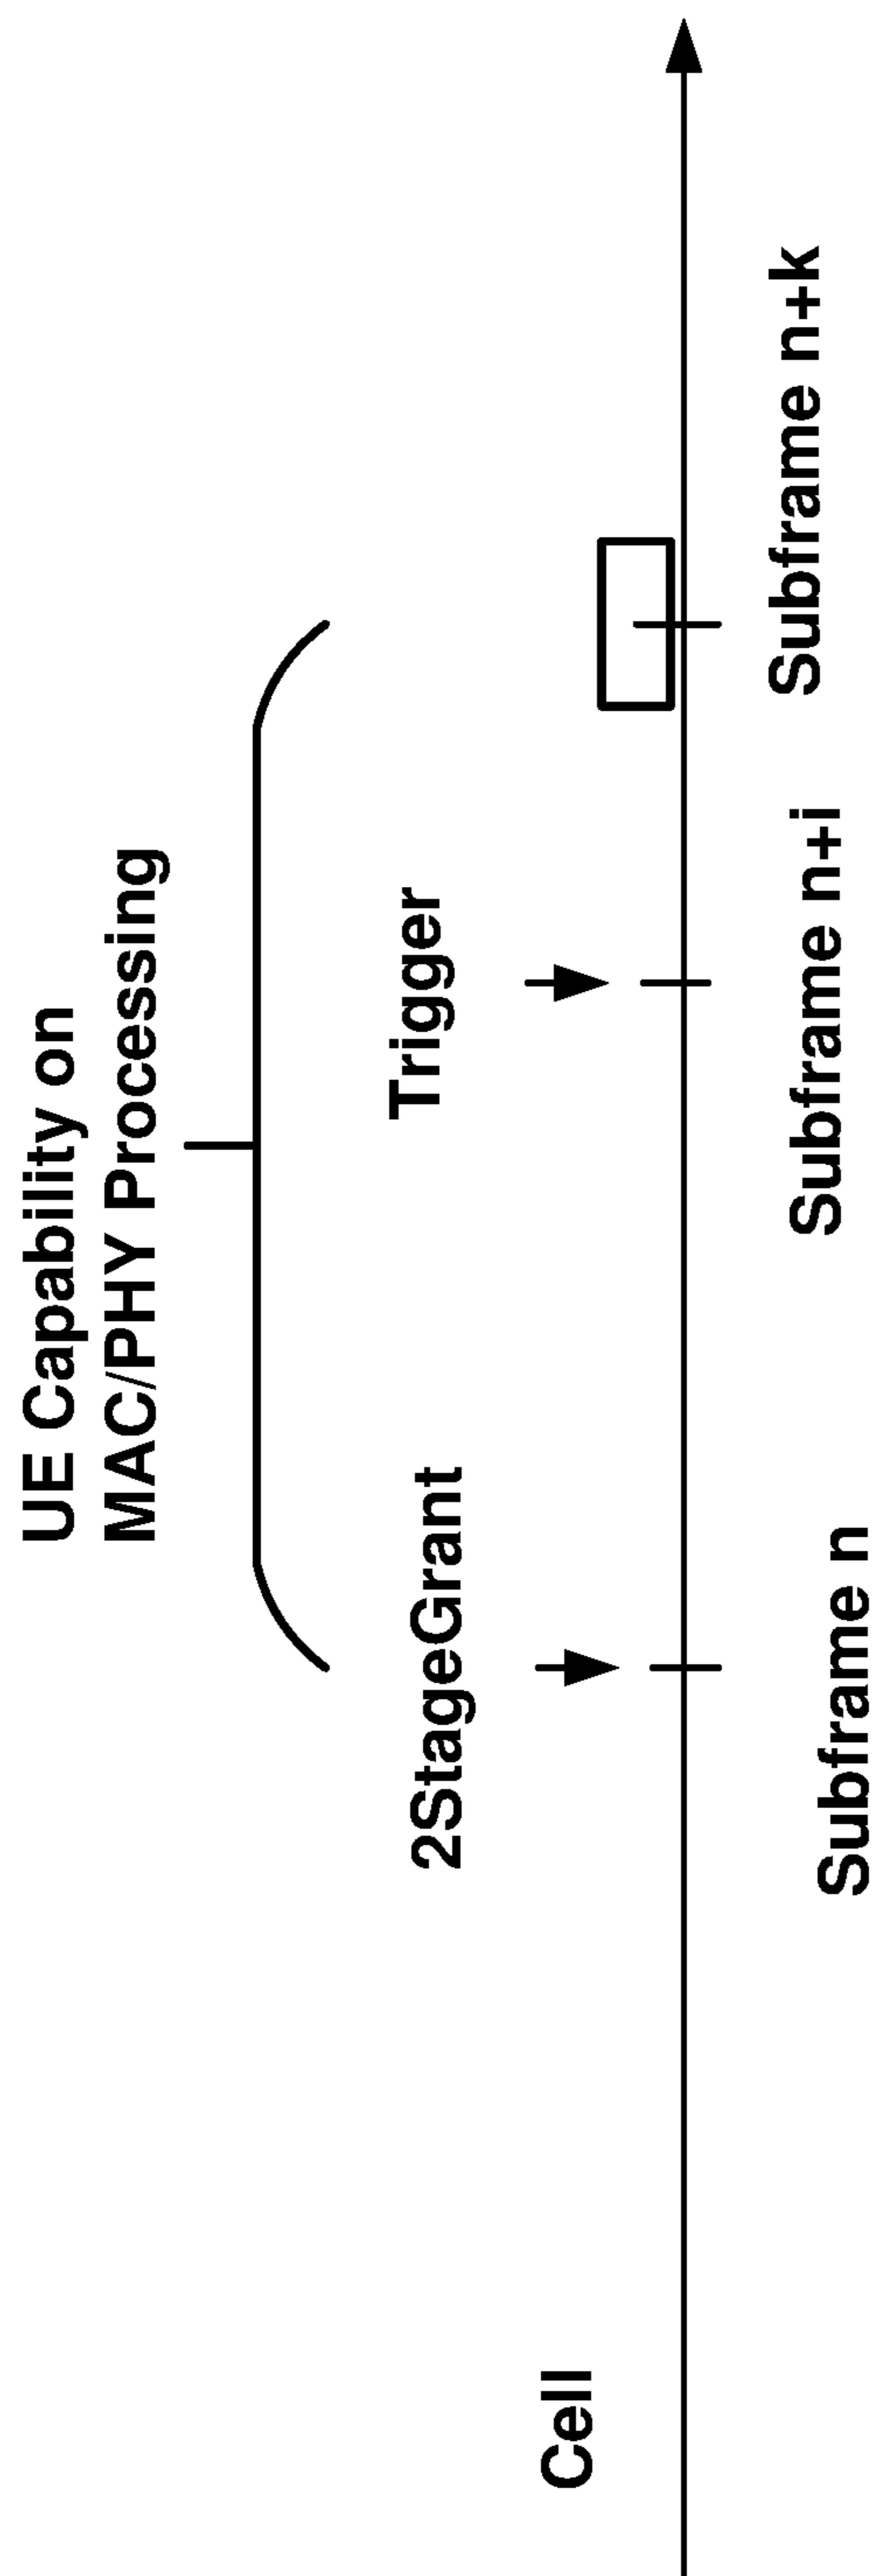 UE Capability on
MAC/PHY Processing
2StageGrant
Trigger
Cell
Subframe n
Subframe n+i
Subframe n+k